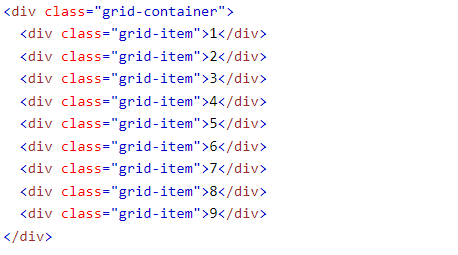 <div class="grid-container">
  <div class="grid-item">1</div>
  <div class="grid-item">2</div>
  <div class="grid-item">3</div>
  <div class="grid-item">4</div>
  <div class="grid-item">5</div>
  <div class="grid-item">6</div>
  <div class="grid-item">7</div>
  <div class="grid-item">8</div>
  <div class="grid-item">9</div>
</div>